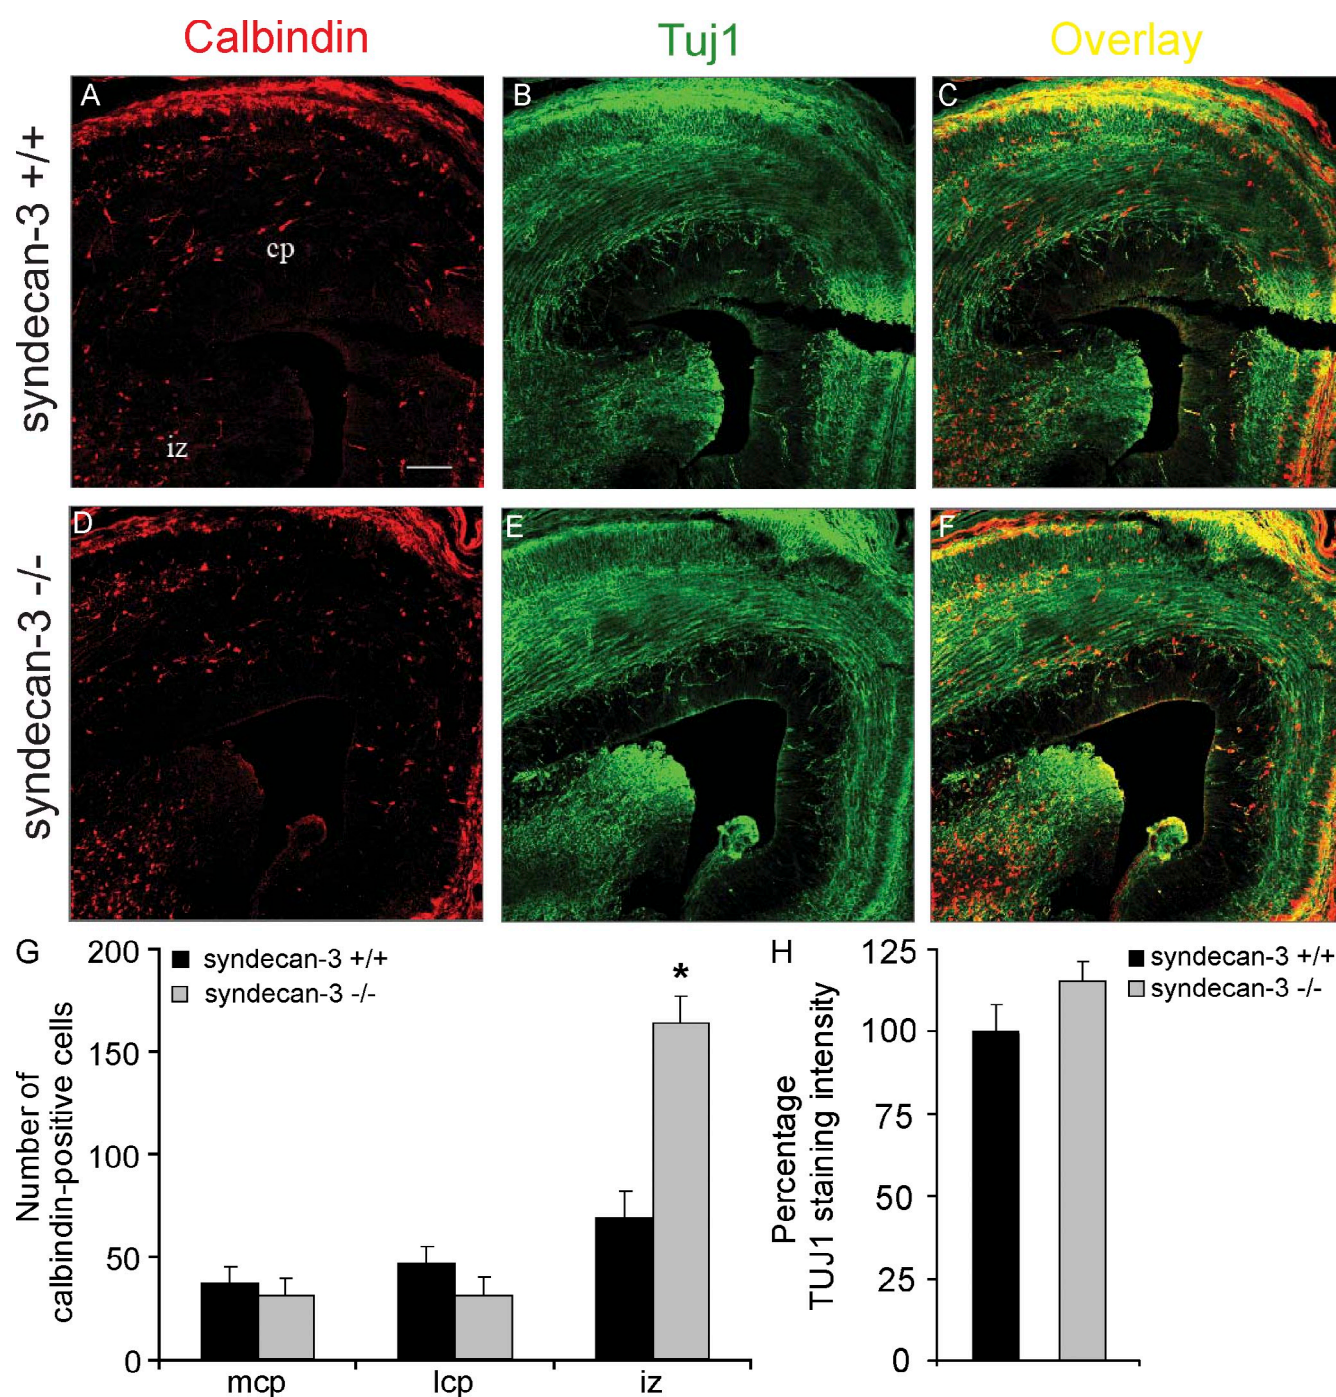 Calbindin
Tuj1
Overlay
syndecan-3 +/+
A
cp
iz
B
C
syndecan-3 -/-
D
E
F
G
Number of
calbindin-positive cells
200
150
100
50
0
syndecan-3 +/+
syndecan-3 -/-
*
mcp
lcp
iz
H
Percentage
TUJ1 staining intensity
125
100
75
50
25
0
syndecan-3 +/+
syndecan-3 -/-